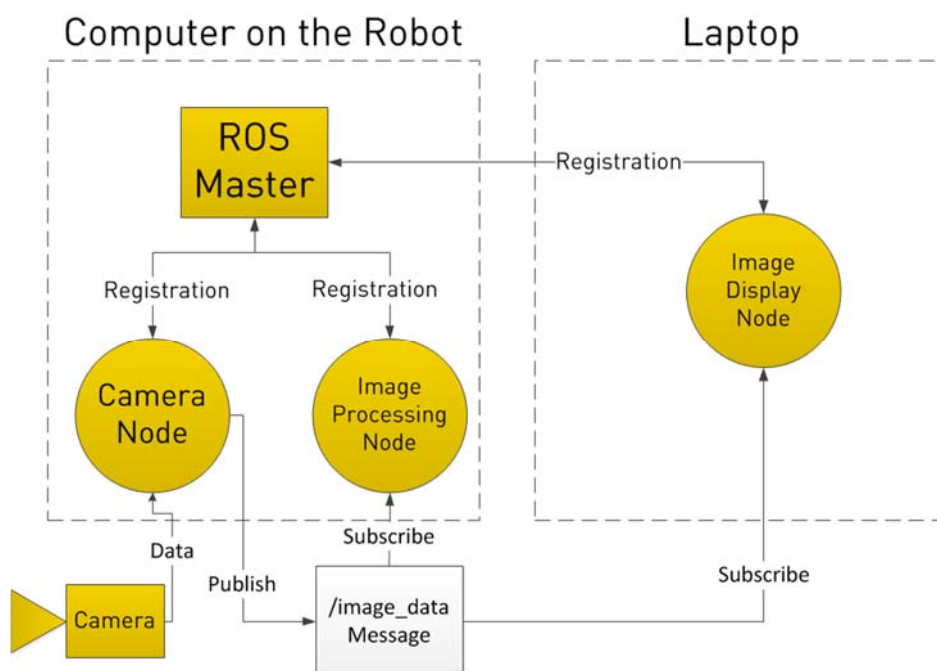 Computer on the Robot
Laptop
ROS
Master
Registration
Registration
Registration
Image
Display
Node
Camera
Node
Image
Processing
Node
Data
Subscribe
Publish
Subscribe
Camera
/image_data
Message